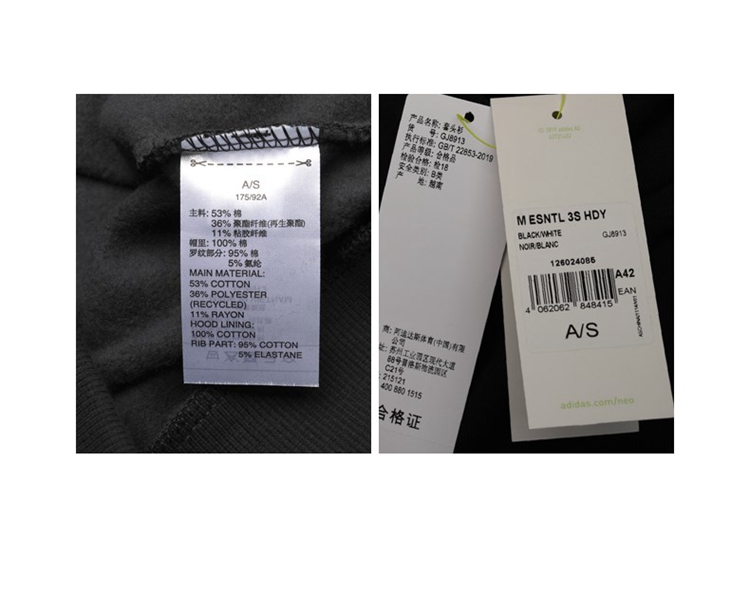 A/S
175/92A
主料: 53% 棉
36% 聚酯纤维(再生聚酯)
11% 粘胶纤维
帽里: 100% 棉
罗纹部分: 95% 棉
5% 氨纶
MAIN MATERIAL:
53% COTTON
36% POLYESTER
(RECYCLED)
11% RAYON
HOOD LINING:
100% COTTON
RIB PART: 95% COTTON
5% ELASTANE
产品名称: 套头衫
货 号: GJ8913
执行标准: GB/T 22853-2019
产品等级: 合格品
检验合格: 检18
安全类别: B类
产 地: 越南
商: 阿迪达斯体育(中国)有限
公司
: 苏州工业园区现代大道
88号普洛斯物流园区
C21号
: 215121
400 880 1515
合格证
M ESNTL 3S HDY
BLACK/WHITE GJ8913
NOIR/BLANC
126024085
A42
EAN
4 062062 848415
A/S
adidas.com/neo